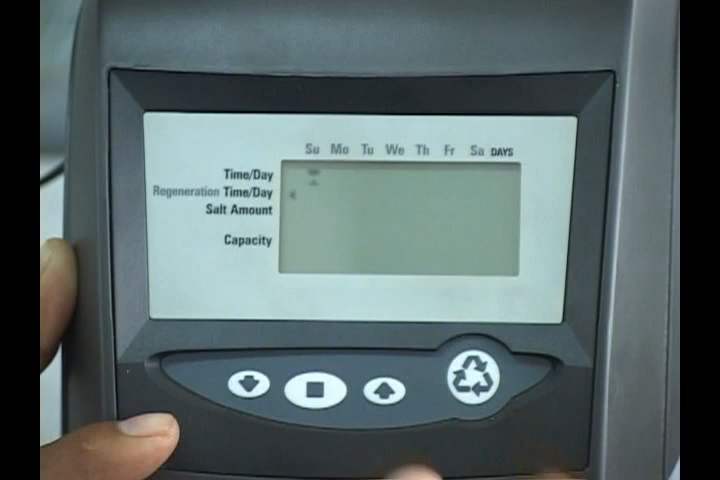 Su Mo Tu We Th Fr Sa DAYS
Time/Day
Regeneration Time/Day
Salt Amount
Capacity